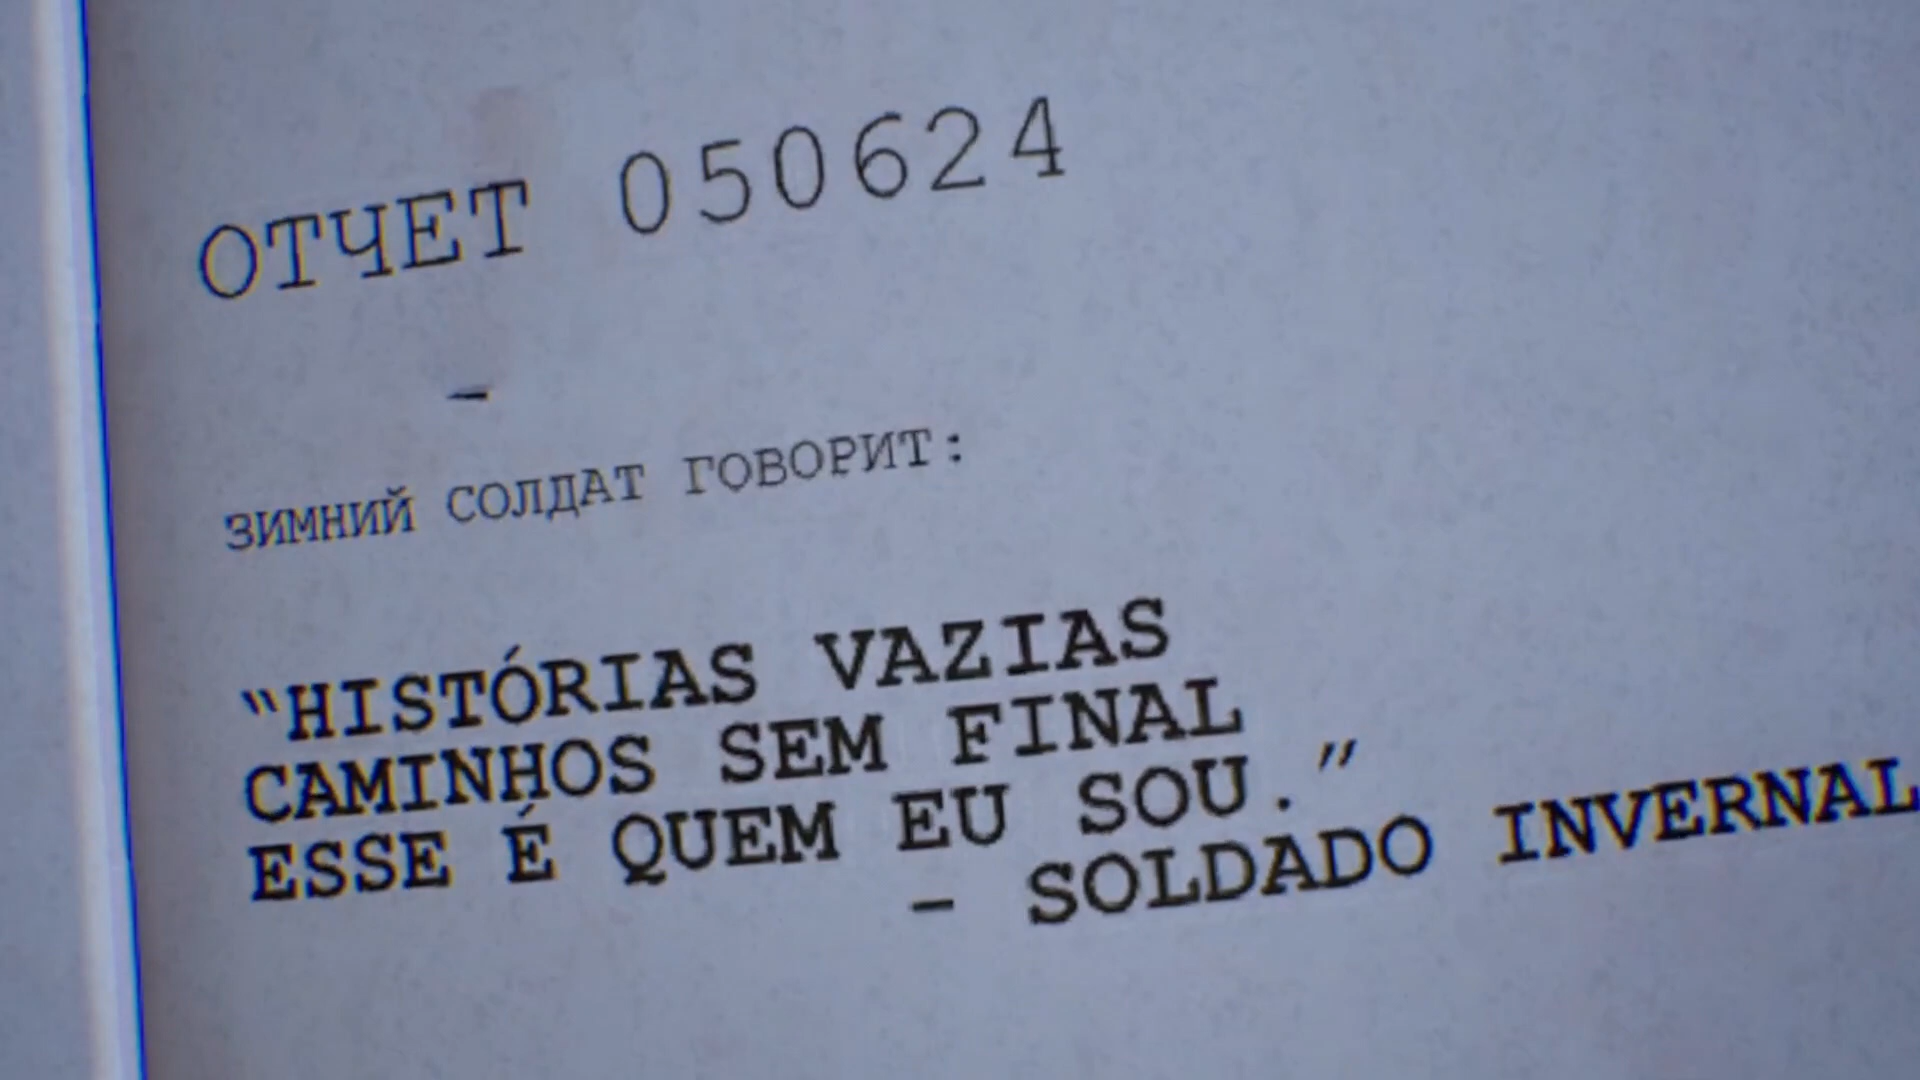 ОТЧЕТ 050624
–
ЗИМНИЙ СОЛДАТ ГОВОРИТ:
“HISTÓRIAS VAZIAS
CAMINHOS SEM FINAL
ESSE É QUEM EU SOU.”
– SOLDADO INVERNAL